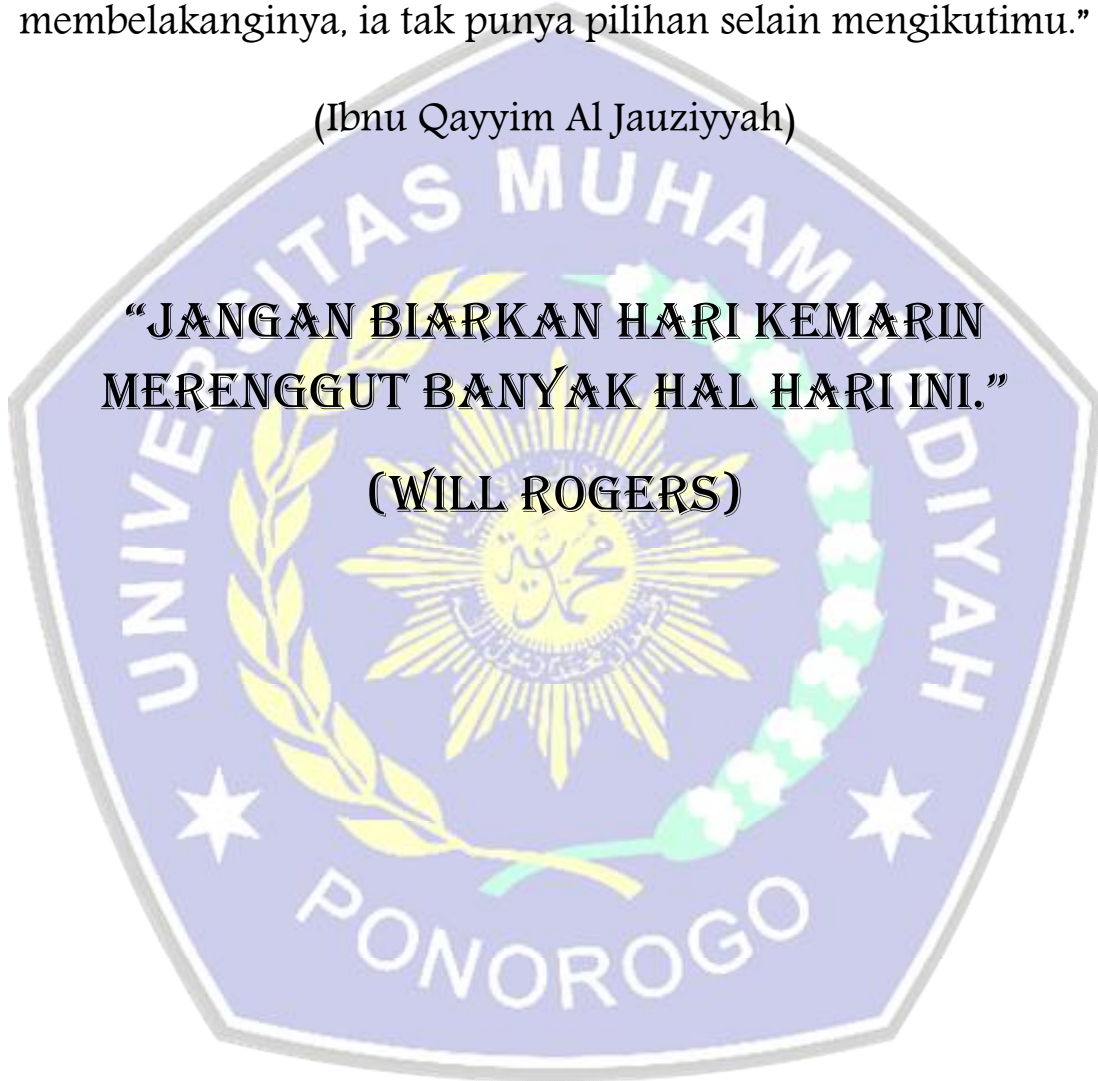 membelakanginya, ia tak punya pilihan selain mengikutimu.”
(Ibnu Qayyim Al Jauziyyah)
“JANGAN BIARKAN HARI KEMARIN
MERENGGUT BANYAK HAL HARI INI.”
(WILL ROGERS)
UNIVERSITAS MUHAMMADIYAH
محمدية
PONOROGO